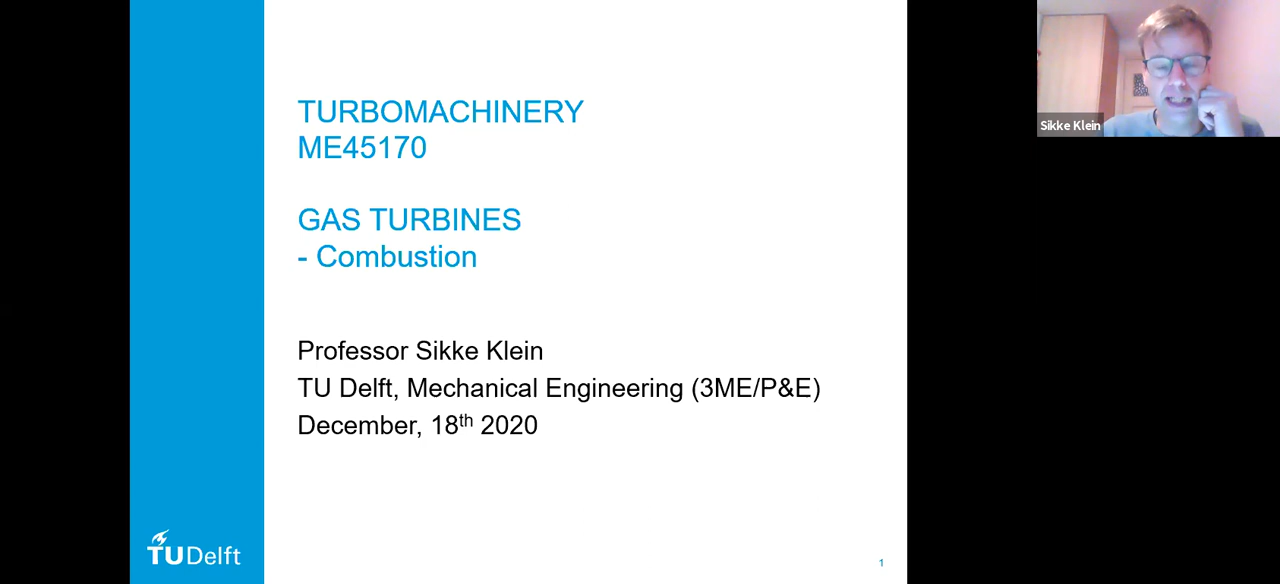 TURBOMACHINERY
ME45170
GAS TURBINES
- Combustion
Professor Sikke Klein
TU Delft, Mechanical Engineering (3ME/P&E)
December, 18th 2020
TUDelft
1
Sikke Klein